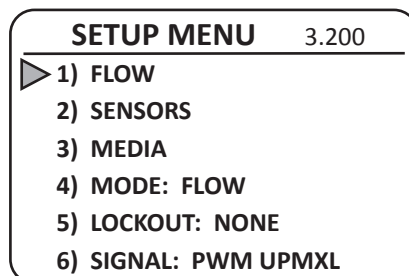 SETUP MENU 3.200
1) FLOW
2) SENSORS
3) MEDIA
4) MODE: FLOW
5) LOCKOUT: NONE
6) SIGNAL: PWM UPMXL